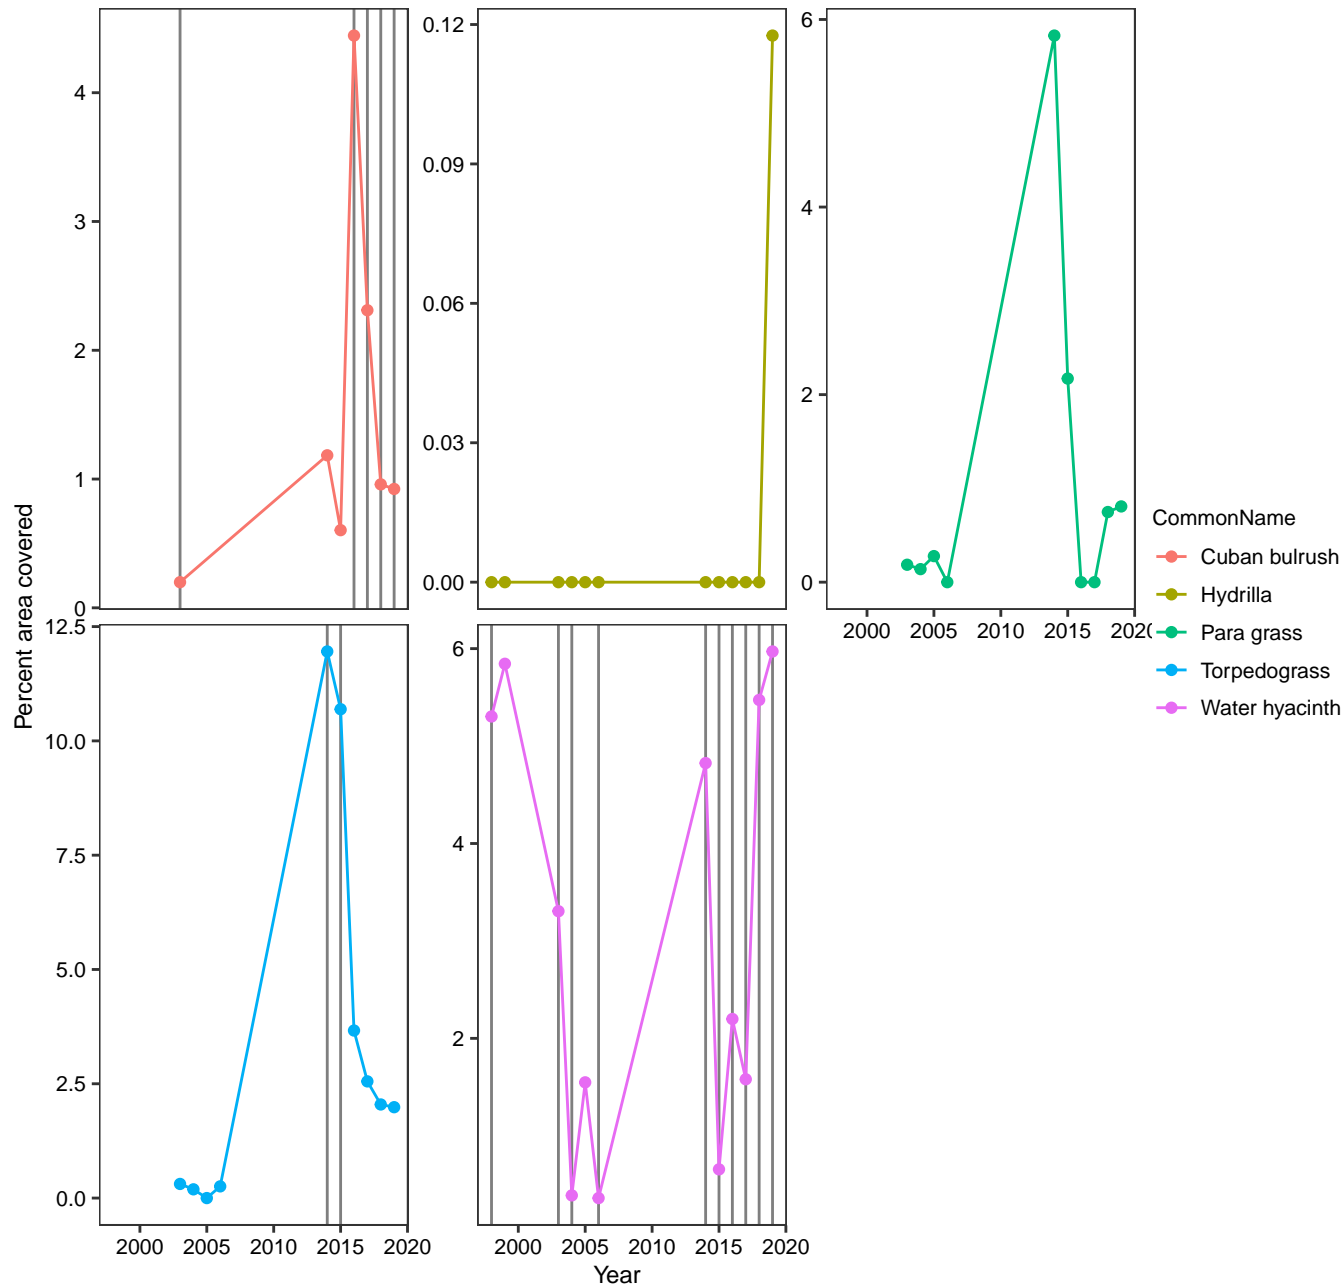 Percent area covered
4
3
2
1
0
0.12
0.09
0.06
0.03
0.00
6
4
2
0
2000 2005 2010 2015 2020
12.5
10.0
7.5
5.0
2.5
0.0
2000 2005 2010 2015 2020
6
4
2
2000 2005 2010 2015 2020
Year
CommonName
Cuban bulrush
Hydrilla
Para grass
Torpedograss
Water hyacinth